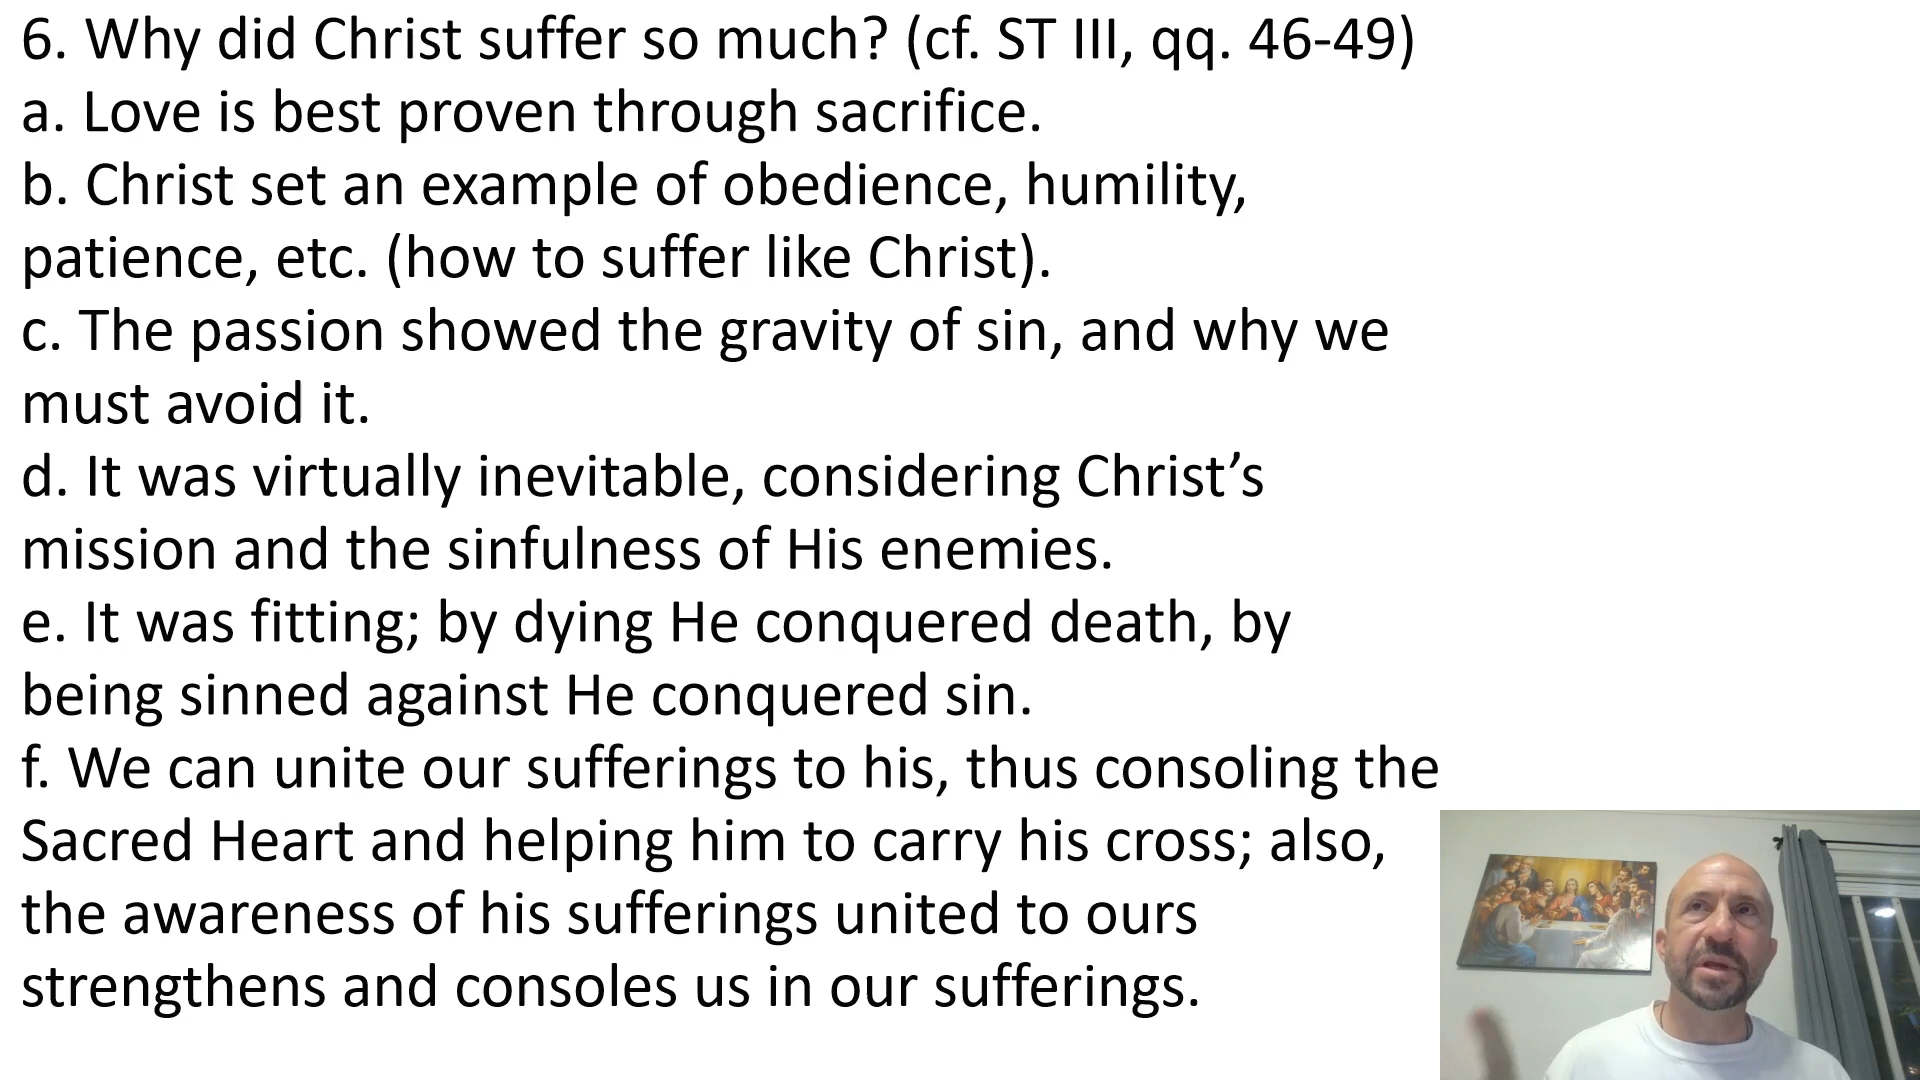 6. Why did Christ suffer so much? (cf. ST III, qq. 46-49)
a. Love is best proven through sacrifice.
b. Christ set an example of obedience, humility,
patience, etc. (how to suffer like Christ).
c. The passion showed the gravity of sin, and why we
must avoid it.
d. It was virtually inevitable, considering Christ’s
mission and the sinfulness of His enemies.
e. It was fitting; by dying He conquered death, by
being sinned against He conquered sin.
f. We can unite our sufferings to his, thus consoling the
Sacred Heart and helping him to carry his cross; also,
the awareness of his sufferings united to ours
strengthens and consoles us in our sufferings.